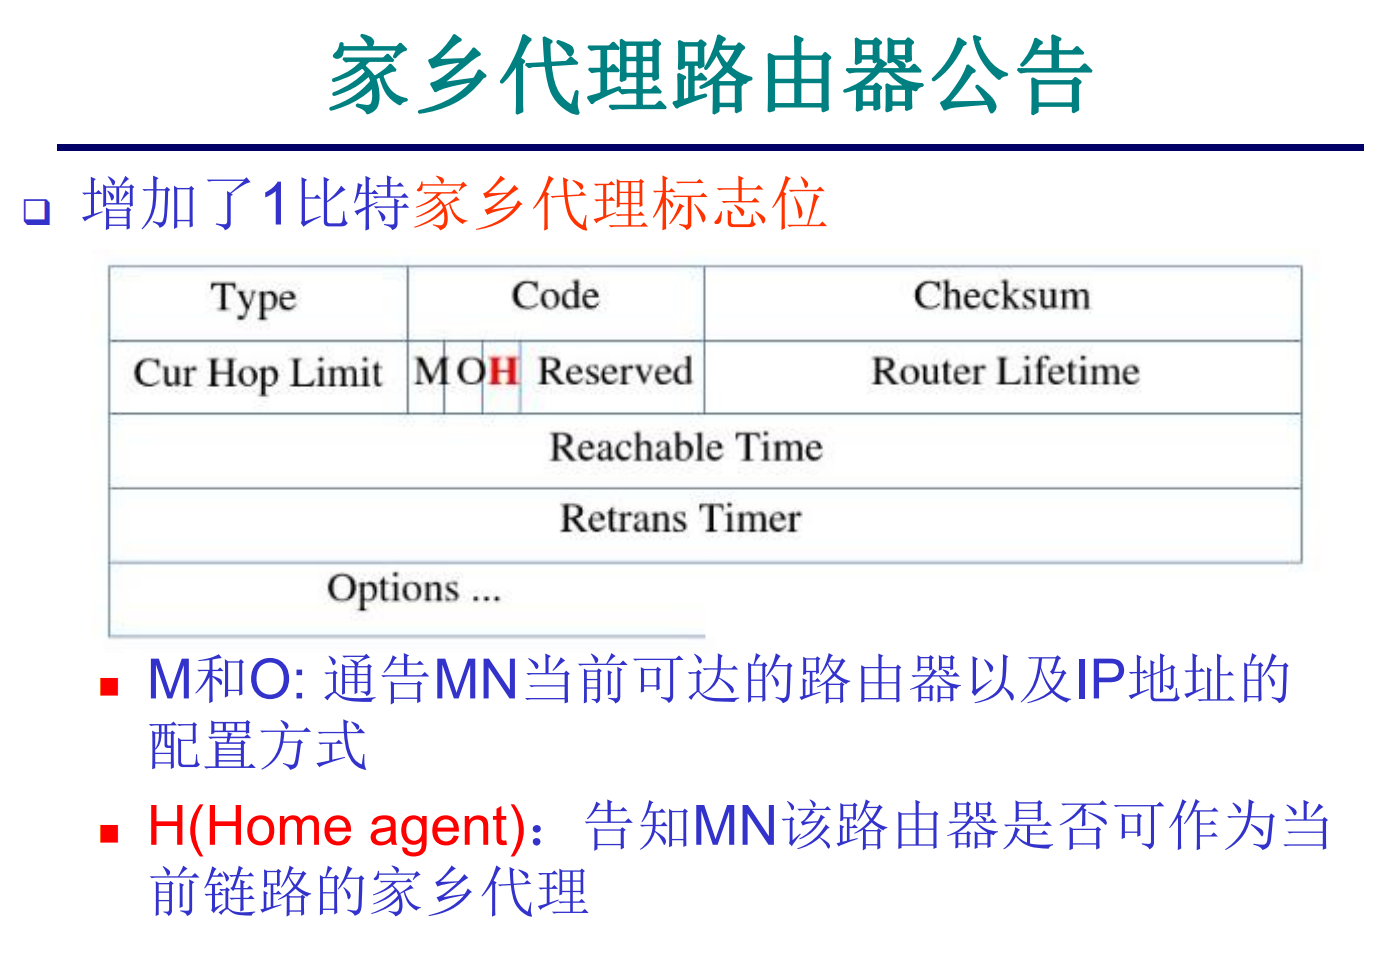 家乡代理路由器公告
增加了1比特家乡代理标志位
Type Code Checksum
Cur Hop Limit M O H Reserved Router Lifetime
Reachable Time
Retrans Timer
Options ...
M和O: 通告MN当前可达的路由器以及IP地址的
配置方式
H(Home agent)：告知MN该路由器是否可作为当
前链路的家乡代理